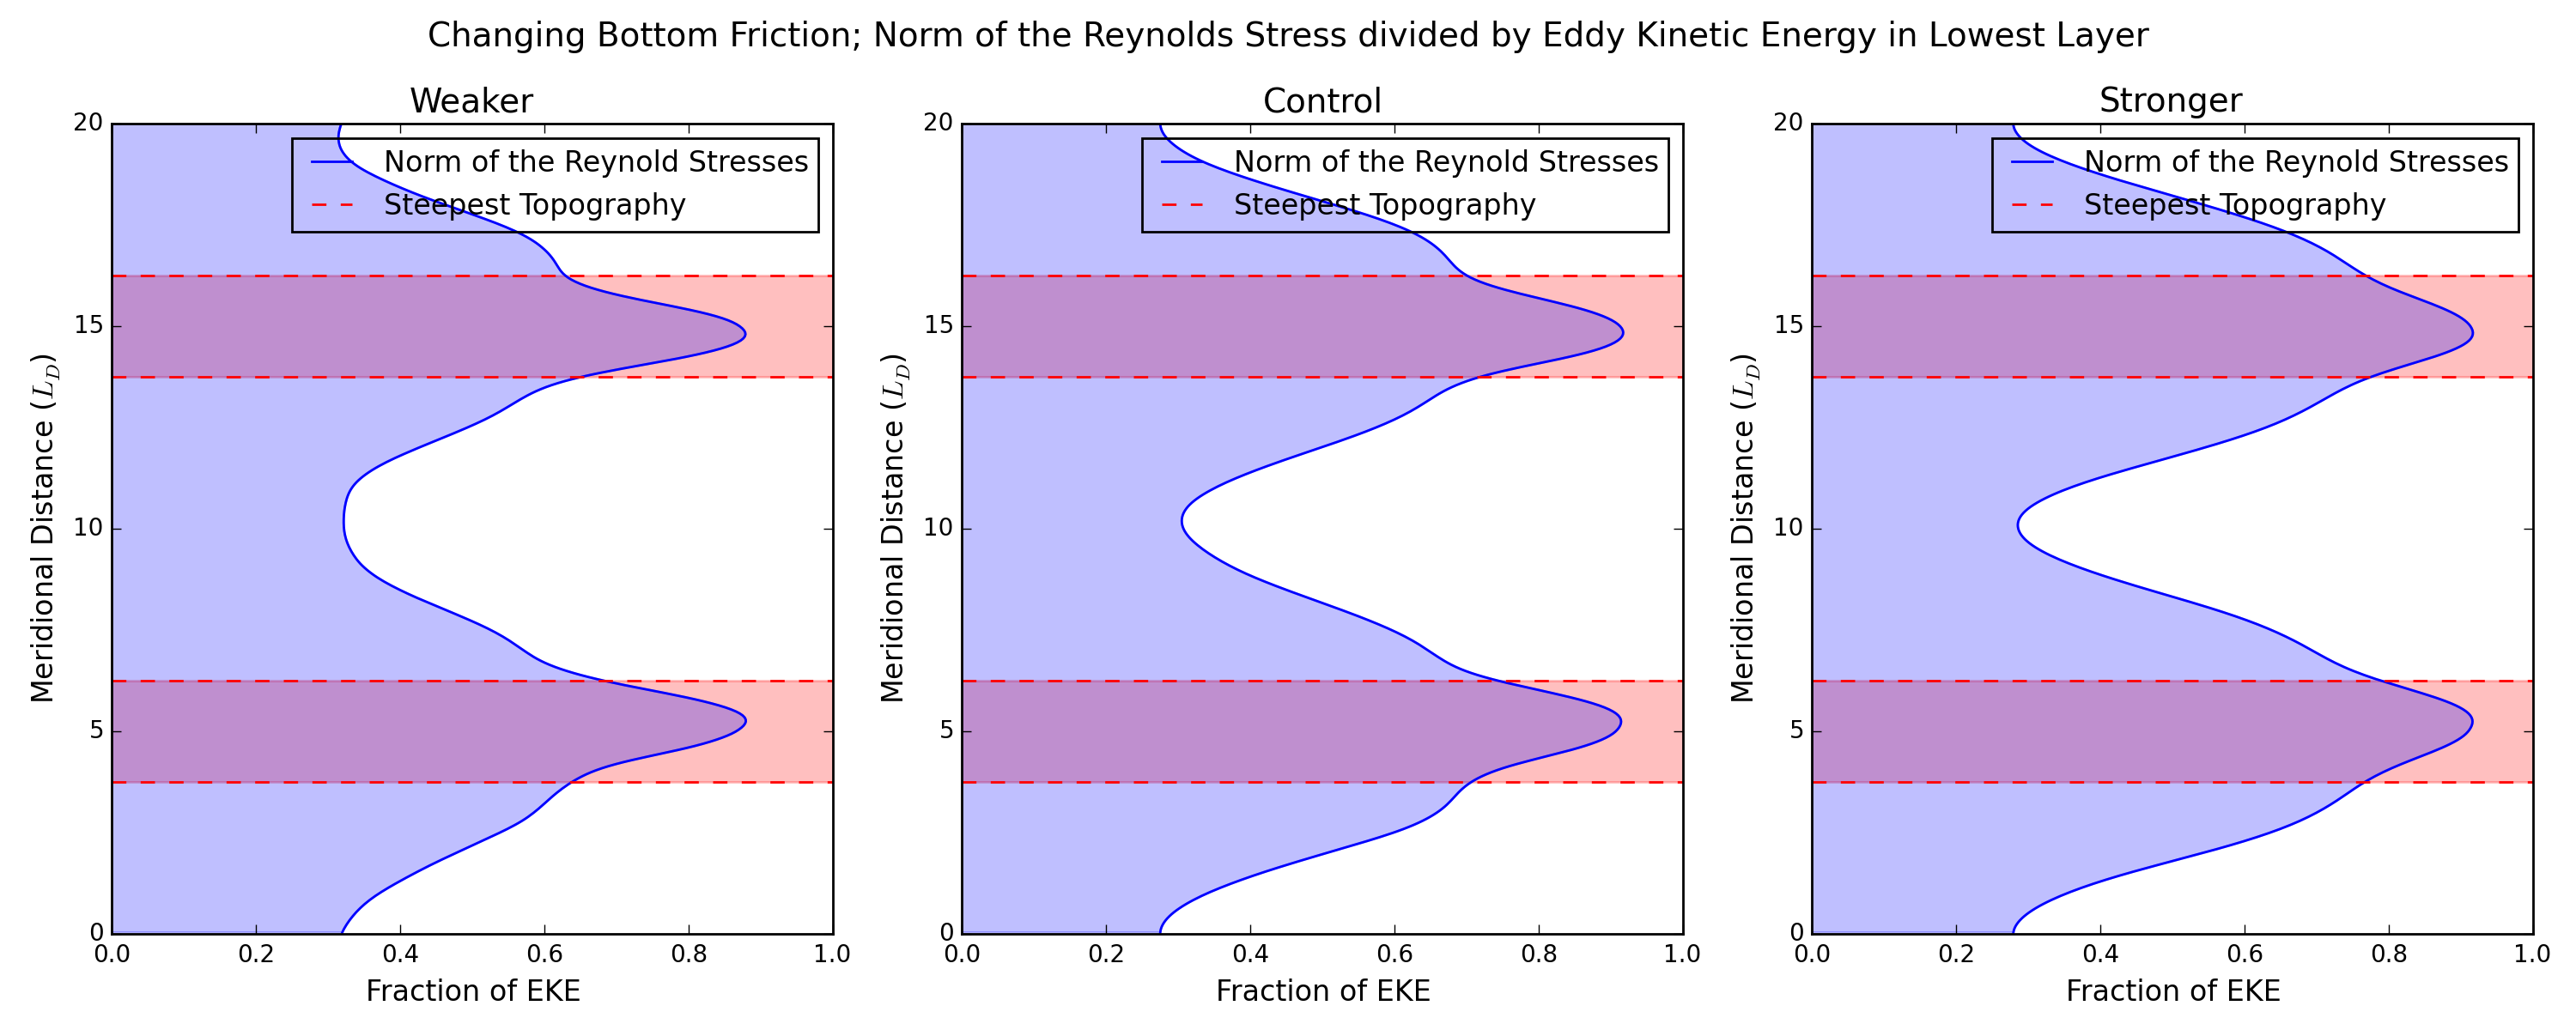 Changing Bottom Friction; Norm of the Reynolds Stress divided by Eddy Kinetic Energy in Lowest Layer
Weaker
Norm of the Reynold Stresses
Steepest Topography
20
15
10
5
0
0.0 0.2 0.4 0.6 0.8 1.0
Meridional Distance (L_D)
Fraction of EKE
Control
Norm of the Reynold Stresses
Steepest Topography
20
15
10
5
0
0.0 0.2 0.4 0.6 0.8 1.0
Meridional Distance (L_D)
Fraction of EKE
Stronger
Norm of the Reynold Stresses
Steepest Topography
20
15
10
5
0
0.0 0.2 0.4 0.6 0.8 1.0
Meridional Distance (L_D)
Fraction of EKE